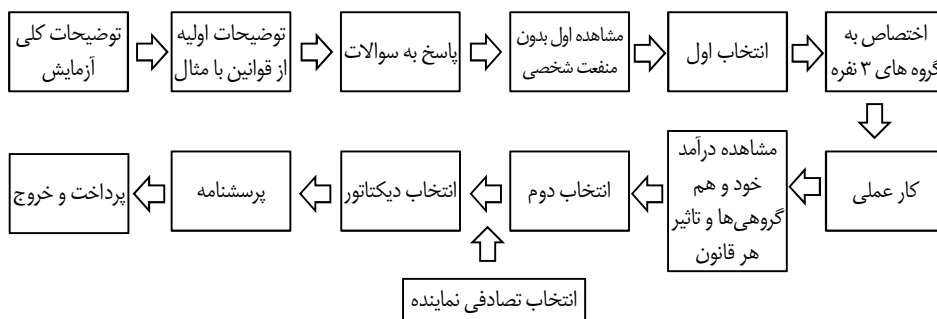 توضیحات کلی
آزمایش
توضیحات اولیه
از قوانین با مثال
پاسخ به سوالات
مشاهده اول بدون
منفعت شخصی
انتخاب اول
اختصاص به
گروه های ۳ نفره
کار عملی
مشاهده درآمد
خود و هم
گروهی‌ها و تاثیر
هر قانون
انتخاب دوم
انتخاب دیکتاتور
پرسشنامه
پرداخت و خروج
انتخاب تصادفی نماینده